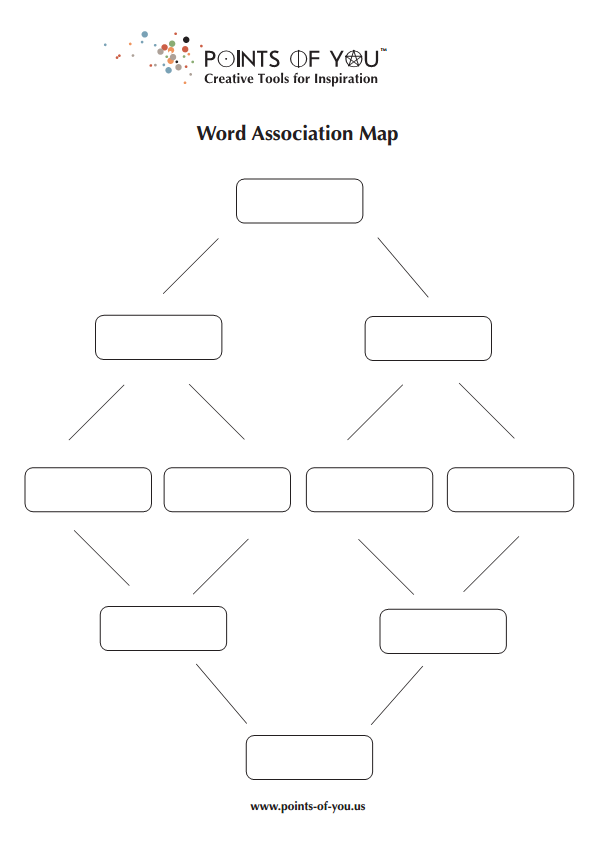 POINTS OF YOU™
Creative Tools for Inspiration
Word Association Map
www.points-of-you.us